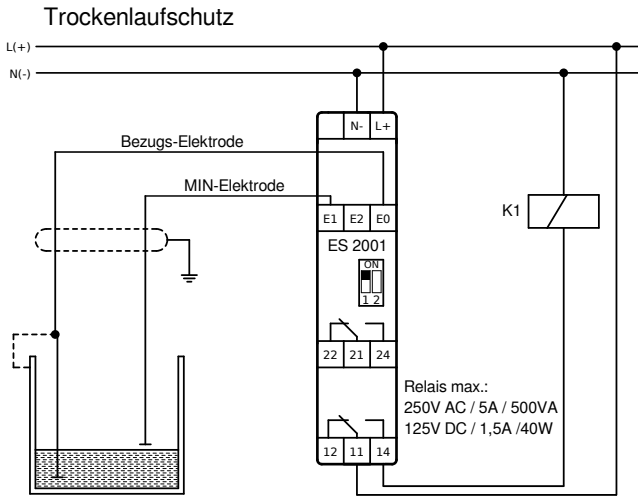 Trockenlaufschutz
L(+)
N(-)
N- L+
Bezugs-Elektrode
MIN-Elektrode
E1 E2 E0
K1
ES 2001
ON
1 2
22 21 24
Relais max.:
250V AC / 5A / 500VA
125V DC / 1,5A /40W
12 11 14